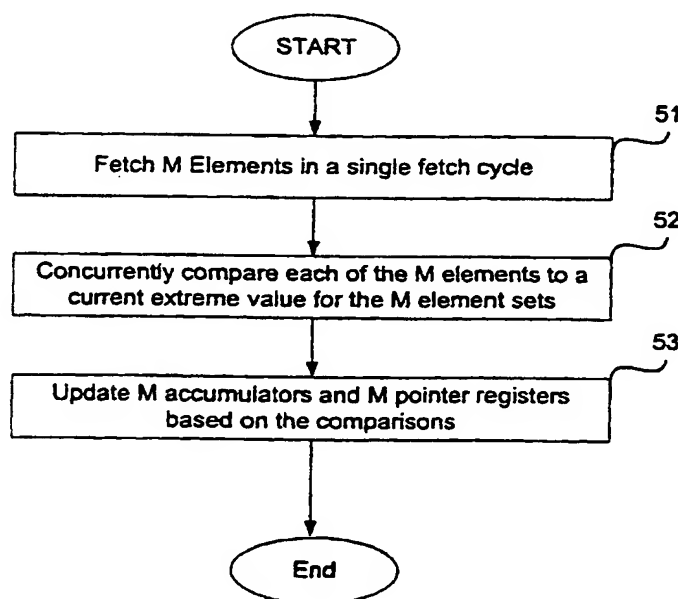 START
51
Fetch M Elements in a single fetch cycle
52
Concurrently compare each of the M elements to a
current extreme value for the M element sets
53
Update M accumulators and M pointer registers
based on the comparisons
End